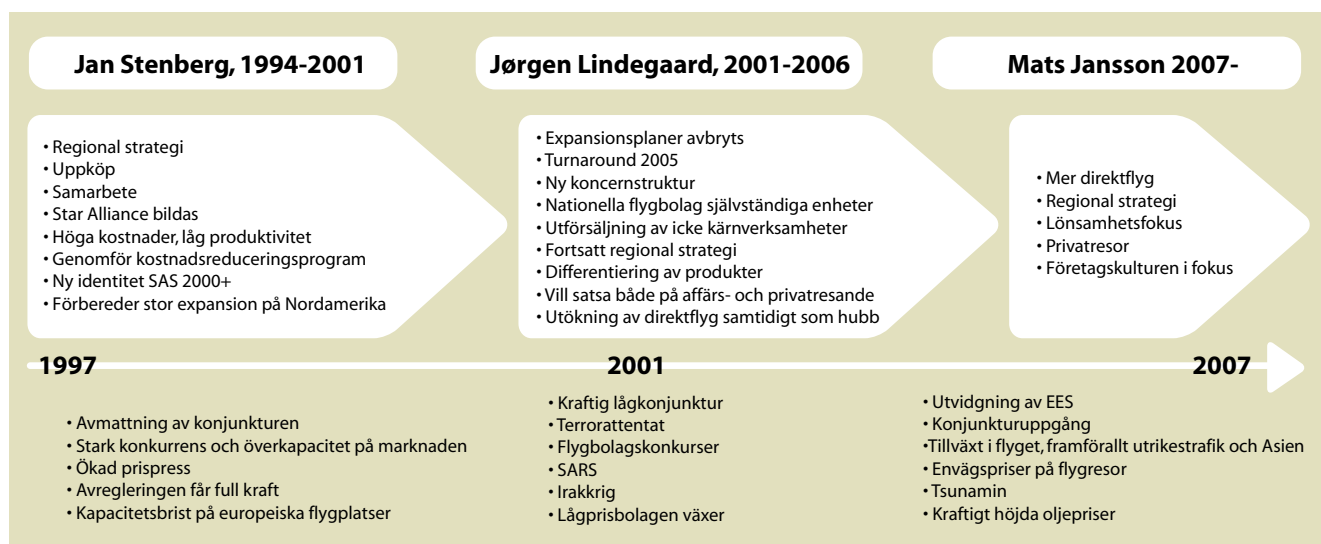 Jan Stenberg, 1994-2001
• Regional strategi
• Uppköp
• Samarbete
• Star Alliance bildas
• Höga kostnader, låg produktivitet
• Genomför kostnadsreduceringsprogram
• Ny identitet SAS 2000+
• Förbereder stor expansion på Nordamerika
Jørgen Lindegaard, 2001-2006
• Expansionsplaner avbryts
• Turnaround 2005
• Ny koncernstruktur
• Nationella flygbolag självständiga enheter
• Utförsäljning av icke kärnverksamheter
• Fortsatt regional strategi
• Differentiering av produkter
• Vill satsa både på affärs- och privatresande
• Utökning av direktflyg samtidigt som hubb
Mats Jansson 2007-
• Mer direktflyg
• Regional strategi
• Lönsamhetsfokus
• Privatresor
• Företagskulturen i fokus
1997
• Avmattning av konjunkturen
• Stark konkurrens och överkapacitet på marknaden
• Ökad prispress
• Avregleringen får full kraft
• Kapacitetsbrist på europeiska flygplatser
2001
• Kraftig lågkonjunktur
• Terrorattentat
• Flygbolagskonkurser
• SARS
• Irakkrig
• Lågprisbolagen växer
2007
• Utvidgning av EES
• Konjunkturuppgång
•Tillväxt i flyget, framförallt utrikestrafik och Asien
• Envägspriser på flygresor
• Tsunamin
• Kraftigt höjda oljepriser